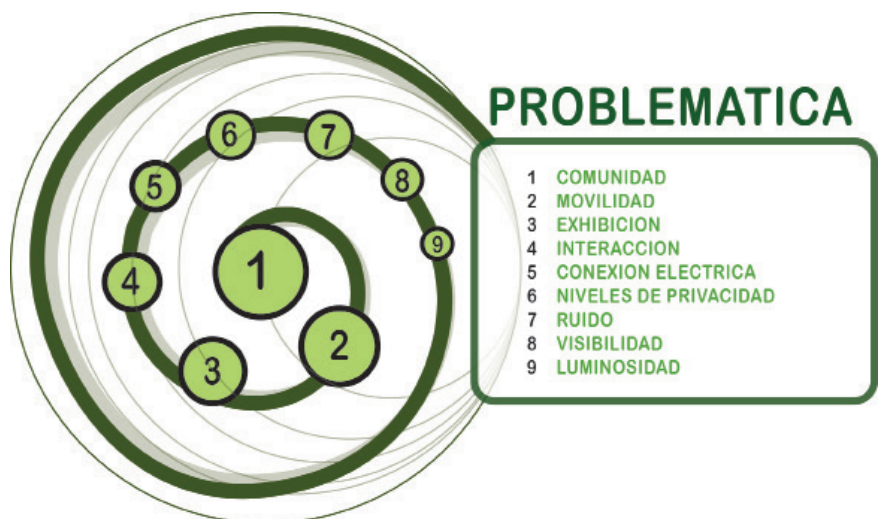 PROBLEMATICA
1 COMUNIDAD
2 MOVILIDAD
3 EXHIBICION
4 INTERACCION
5 CONEXION ELECTRICA
6 NIVELES DE PRIVACIDAD
7 RUIDO
8 VISIBILIDAD
9 LUMINOSIDAD
1
2
3
4
5
6
7
8
9